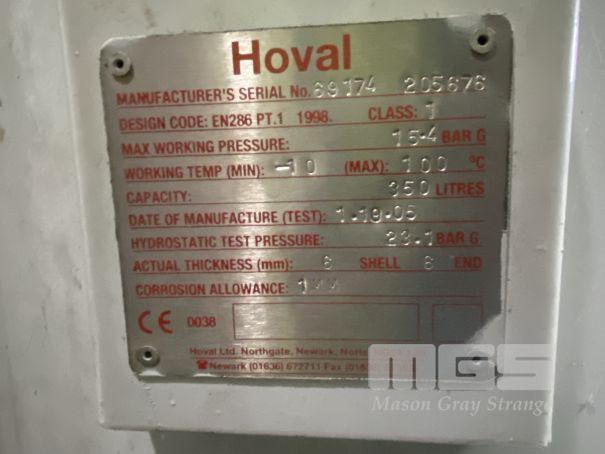 Hoval
MANUFACTURER'S SERIAL No. 69174 205676
DESIGN CODE: EN286 PT.1 1998. CLASS: 1
MAX WORKING PRESSURE: 15.4 BAR G
WORKING TEMP (MIN): -10 (MAX): 100 °C
CAPACITY: 350 LITRES
DATE OF MANUFACTURE (TEST): 1-19-05
HYDROSTATIC TEST PRESSURE: 23.1 BAR G
ACTUAL THICKNESS (mm): 6 SHELL 6 END
CORROSION ALLOWANCE: 1MM
CE 0038
Hoval Ltd. Northgate, Newark,
Newark (01636) 672711 Fax
MGS
Mason Gray Strange